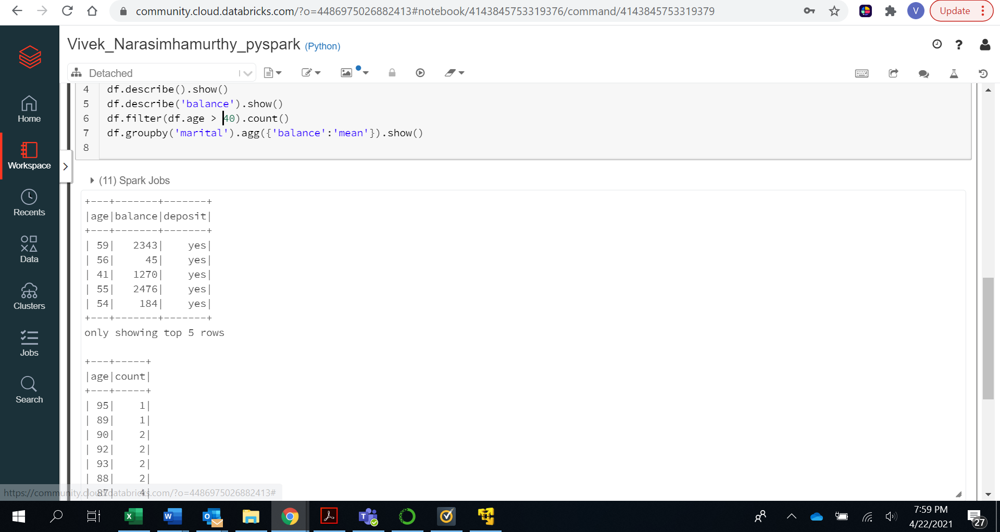 community.cloud.databricks.com/?o=4486975026882413#notebook/4143845753319376/command/4143845753319379
V
Update
Vivek_Narasimhamurthy_pyspark (Python)
Detached
Home
Workspace
Recents
Data
Clusters
Jobs
Search
4 df.describe().show()
5 df.describe('balance').show()
6 df.filter(df.age > 40).count()
7 df.groupby('marital').agg({'balance':'mean'}).show()
8
(11) Spark Jobs
+---+-------+-------+
|age|balance|deposit|
+---+-------+-------+
| 59|   2343|    yes|
| 56|     45|    yes|
| 41|   1270|    yes|
| 55|   2476|    yes|
| 54|    184|    yes|
+---+-------+-------+
only showing top 5 rows
+---+-----+
|age|count|
+---+-----+
| 95|    1|
| 89|    1|
| 90|    2|
| 92|    2|
| 93|    2|
| 88|    2|
| 87|    4|
https://community.cloud.databricks.com/?o=4486975026882413#
7:59 PM
4/22/2021
27